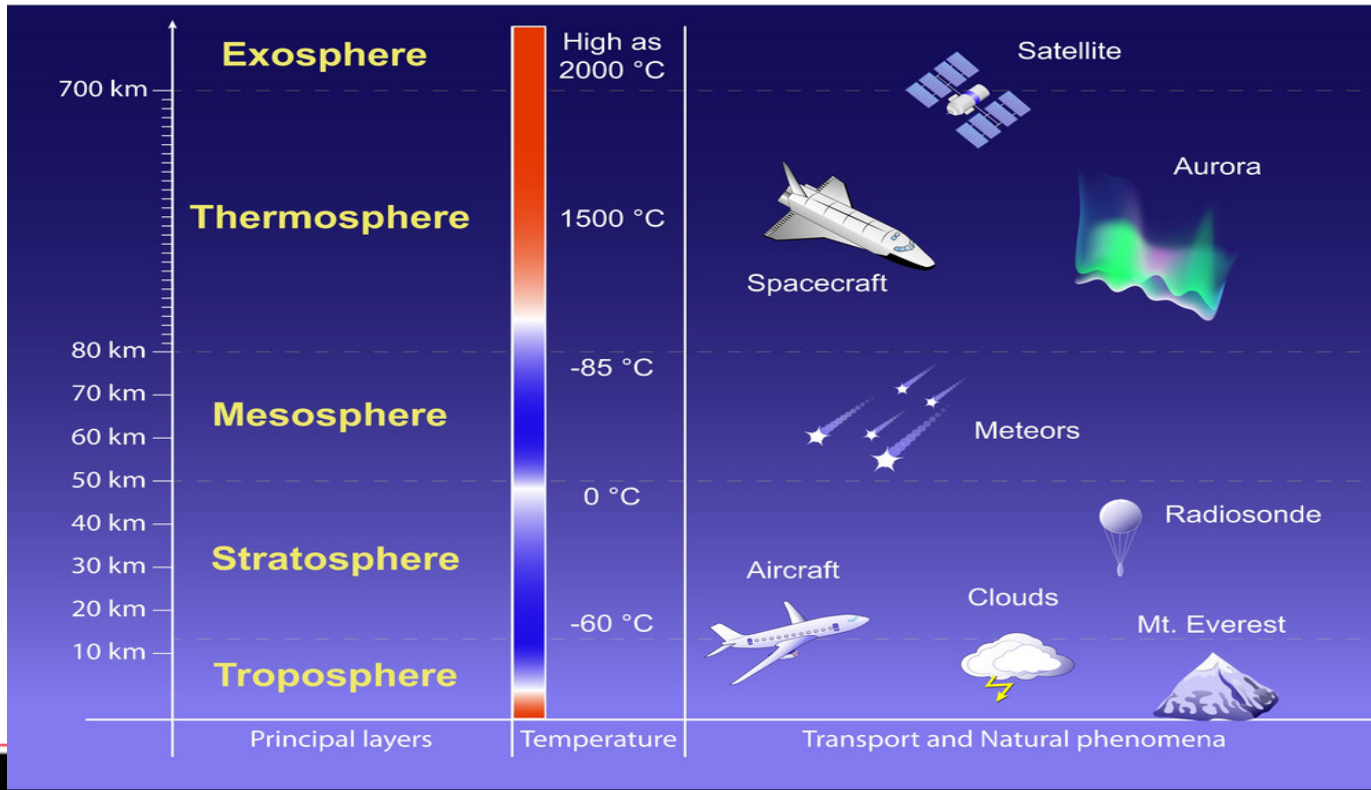 Exosphere
High as
2000 °C
Satellite
700 km
Aurora
Thermosphere
1500 °C
Spacecraft
80 km
-85 °C
70 km
Mesosphere
Meteors
60 km
50 km
0 °C
Radiosonde
40 km
Stratosphere
30 km
Aircraft
Clouds
20 km
-60 °C
Mt. Everest
10 km
Troposphere
Principal layers
Temperature
Transport and Natural phenomena